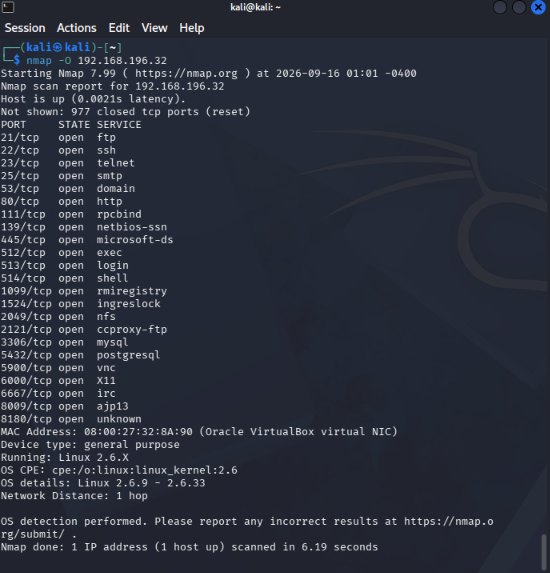 kali@kali: ~
Session Actions Edit View Help
┌──(kali㉿kali)-[~]
└─$ nmap -O 192.168.196.32
Starting Nmap 7.99 ( https://nmap.org ) at 2026-09-16 01:01 -0400
Nmap scan report for 192.168.196.32
Host is up (0.0021s latency).
Not shown: 977 closed tcp ports (reset)
PORT     STATE SERVICE
21/tcp   open  ftp
22/tcp   open  ssh
23/tcp   open  telnet
25/tcp   open  smtp
53/tcp   open  domain
80/tcp   open  http
111/tcp  open  rpcbind
139/tcp  open  netbios-ssn
445/tcp  open  microsoft-ds
512/tcp  open  exec
513/tcp  open  login
514/tcp  open  shell
1099/tcp open  rmiregistry
1524/tcp open  ingreslock
2049/tcp open  nfs
2121/tcp open  ccproxy-ftp
3306/tcp open  mysql
5432/tcp open  postgresql
5900/tcp open  vnc
6000/tcp open  X11
6667/tcp open  irc
8009/tcp open  ajp13
8180/tcp open  unknown
MAC Address: 08:00:27:32:8A:90 (Oracle VirtualBox virtual NIC)
Device type: general purpose
Running: Linux 2.6.X
OS CPE: cpe:/o:linux:linux_kernel:2.6
OS details: Linux 2.6.9 - 2.6.33
Network Distance: 1 hop
OS detection performed. Please report any incorrect results at https://nmap.o
rg/submit/ .
Nmap done: 1 IP address (1 host up) scanned in 6.19 seconds